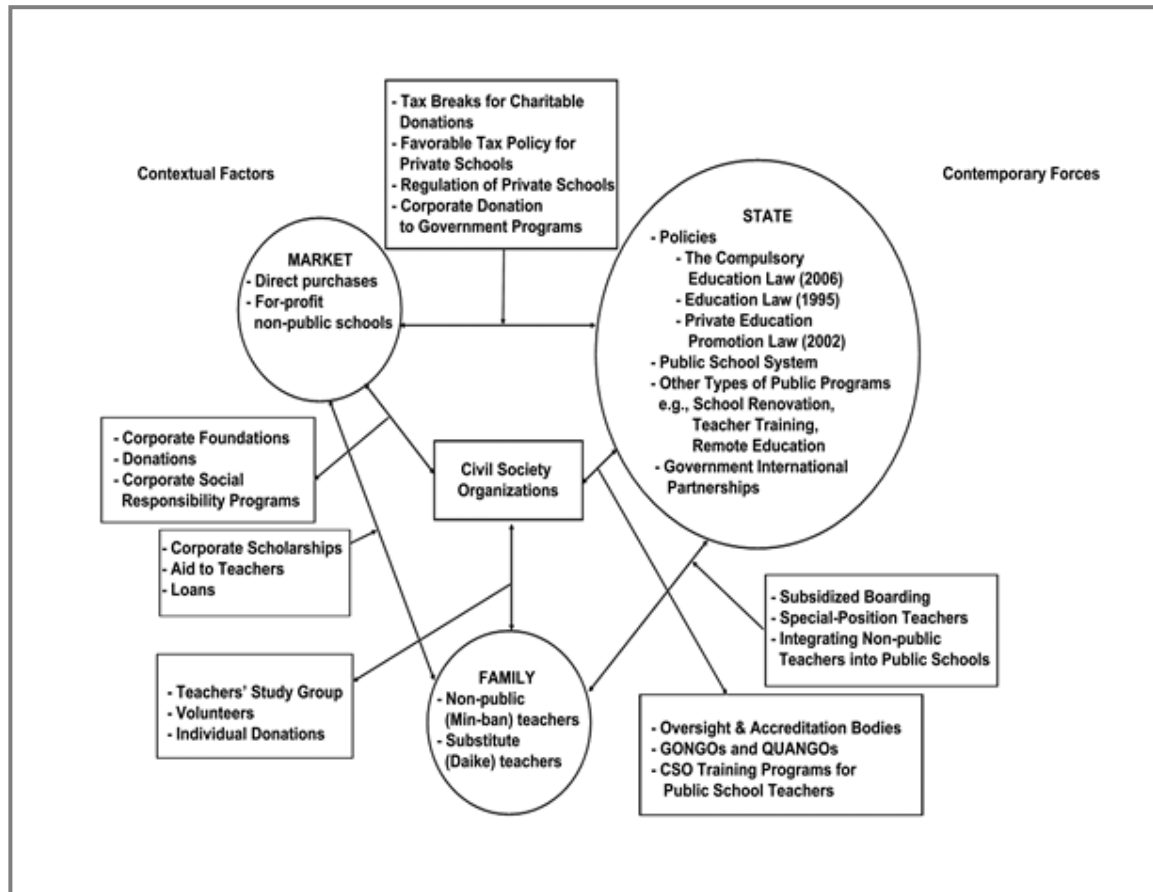 - Tax Breaks for Charitable
Donations
- Favorable Tax Policy for
Private Schools
- Regulation of Private Schools
- Corporate Donation
to Government Programs
Contextual Factors
Contemporary Forces
MARKET
- Direct purchases
- For-profit
non-public schools
STATE
- Policies
- The Compulsory
Education Law (2006)
- Education Law (1995)
- Private Education
Promotion Law (2002)
- Public School System
- Other Types of Public Programs
e.g., School Renovation,
Teacher Training,
Remote Education
- Government International
Partnerships
- Corporate Foundations
- Donations
- Corporate Social
Responsibility Programs
Civil Society
Organizations
- Corporate Scholarships
- Aid to Teachers
- Loans
- Subsidized Boarding
- Special-Position Teachers
- Integrating Non-public
Teachers into Public Schools
- Teachers' Study Group
- Volunteers
- Individual Donations
FAMILY
- Non-public
(Min-ban) teachers
- Substitute
(Daike) teachers
- Oversight & Accreditation Bodies
- GONGOs and QUANGOs
- CSO Training Programs for
Public School Teachers